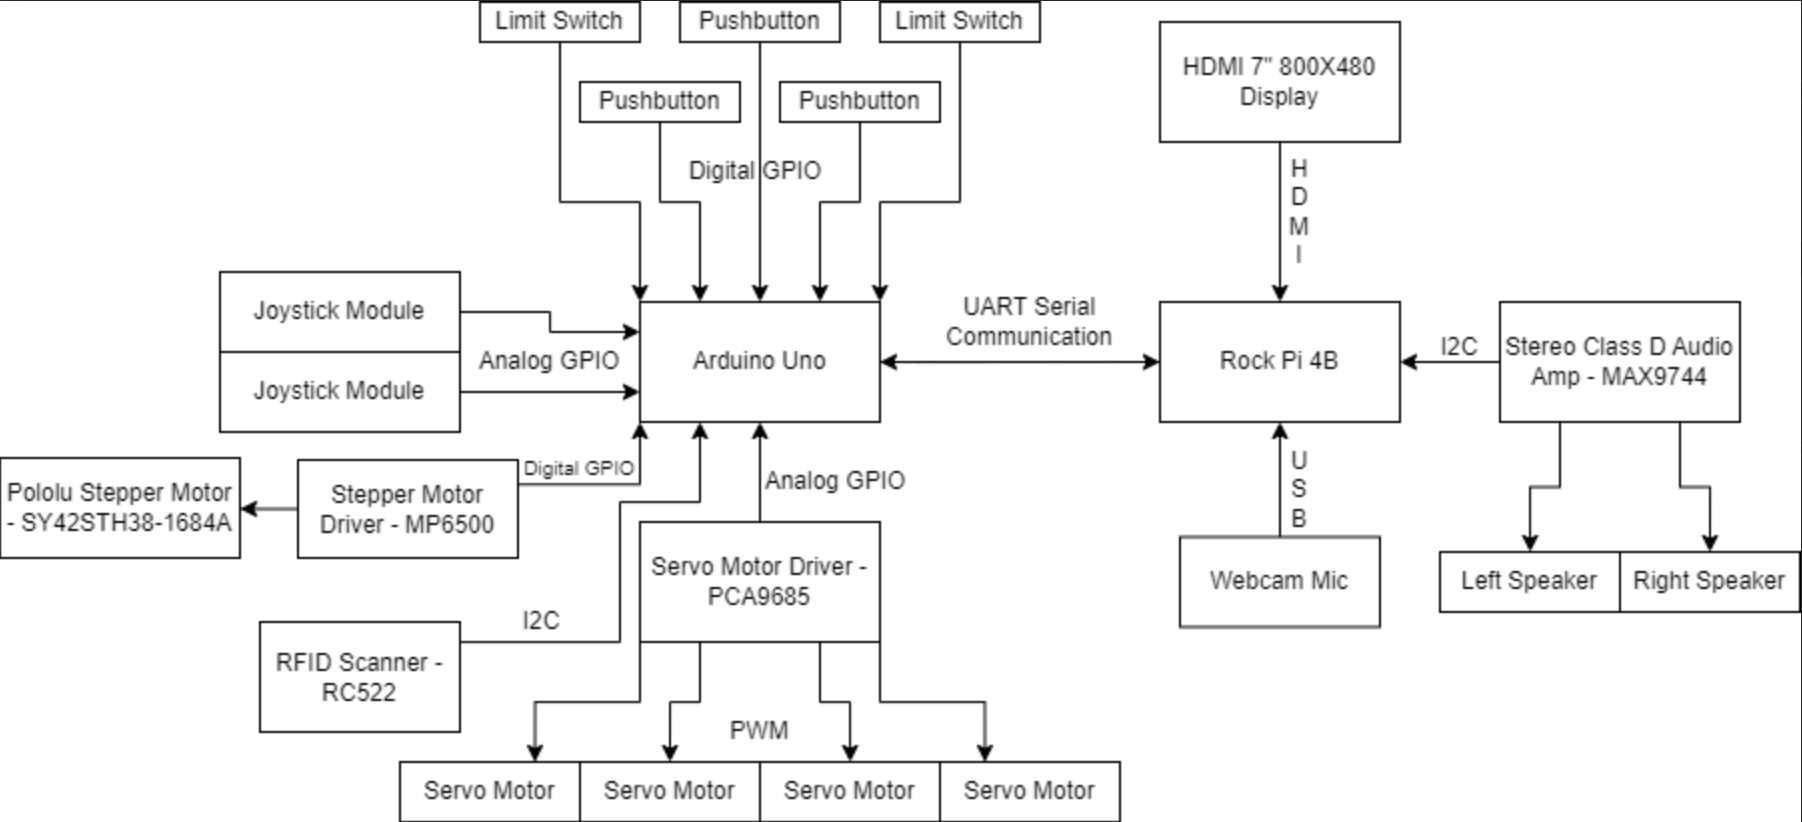 Limit Switch
Pushbutton
Limit Switch
Pushbutton
Pushbutton
Digital GPIO
HDMI 7" 800X480
Display
H
D
M
I
Joystick Module
Joystick Module
Analog GPIO
Arduino Uno
UART Serial
Communication
Rock Pi 4B
I2C
Stereo Class D Audio
Amp - MAX9744
Pololu Stepper Motor
- SY42STH38-1684A
Stepper Motor
Driver - MP6500
Digital GPIO
Analog GPIO
U
S
B
Servo Motor Driver -
PCA9685
Webcam Mic
Left Speaker
Right Speaker
I2C
RFID Scanner -
RC522
PWM
Servo Motor
Servo Motor
Servo Motor
Servo Motor